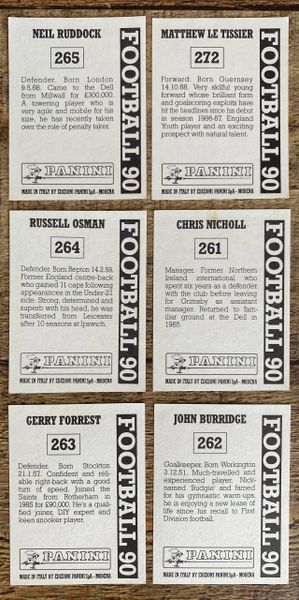 NEIL RUDDOCK
265
Defender. Born London
9.5.68. Came to the Dell
from Millwall for £300,000.
A towering player who is
very agile and mobile for his
size, he has recently taken
over the role of penalty taker.
PANINI
MADE IN ITALY BY EDIZIONI PANINI SpA - MODENA
FOOTBALL 90
MATTHEW LE TISSIER
272
Forward. Born Guernsey
14.10.68. Very skilful young
forward whose brilliant form
and goalscoring exploits have
hit the headlines since his debut
in season 1986-87. England
Youth player and an exciting
prospect with natural talent.
PANINI
MADE IN ITALY BY EDIZIONI PANINI SpA - MODENA
FOOTBALL 90
RUSSELL OSMAN
264
Defender. Born Repton 14.2.59.
Former England centre-back
who gained 11 caps following
appearances in the Under-21
side. Strong, determined and
superb with his head, he was
transferred from Leicester
after 10 seasons at Ipswich.
PANINI
MADE IN ITALY BY EDIZIONI PANINI SpA - MODENA
FOOTBALL 90
CHRIS NICHOLL
261
Manager. Former Northern
Ireland international who
spent six years as a defender
with the club before leaving
for Grimsby as assistant
manager. Returned to fa-
miliar ground at the Dell in
1985.
PANINI
MADE IN ITALY BY EDIZIONI PANINI SpA - MODENA
FOOTBALL 90
GERRY FORREST
263
Defender. Born Stockton
21.1.57. Confident and reli-
able right-back with a good
turn of speed. Joined the
Saints from Rotherham in
1985 for £90,000. He's a qua-
lified joiner, DIY expert and
keen snooker player.
PANINI
MADE IN ITALY BY EDIZIONI PANINI SpA - MODENA
FOOTBALL 90
JOHN BURRIDGE
262
Goalkeeper. Born Workington
3.12.51. Much-travelled and
experienced player. Nick-
named 'Budgie' and famed
for his gymnastic warm-ups,
he is enjoying a new lease of
life since his recall to First
Division football.
PANINI
MADE IN ITALY BY EDIZIONI PANINI SpA - MODENA
FOOTBALL 90